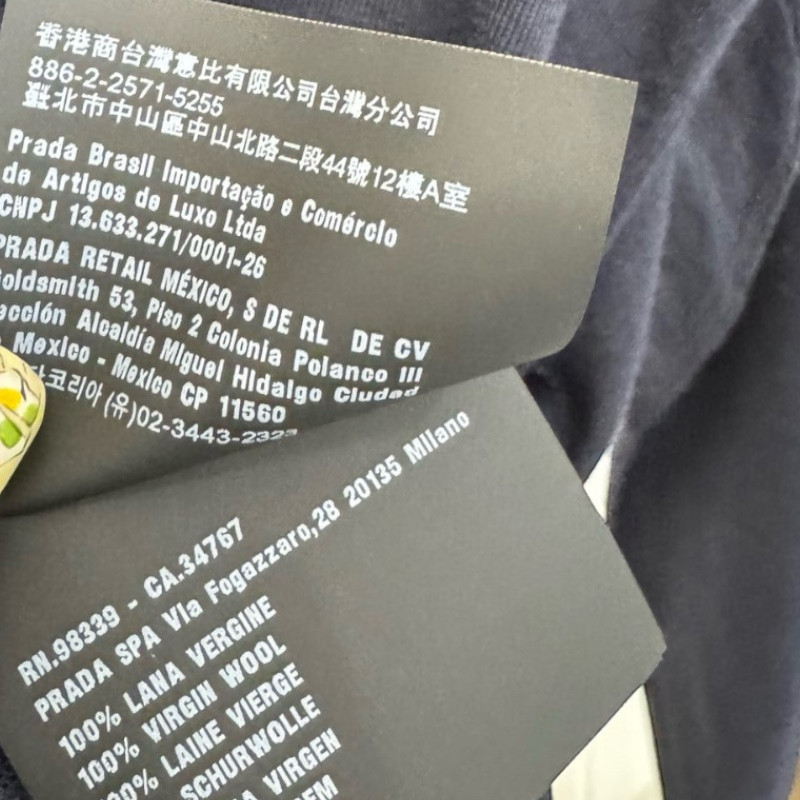 香港商台灣惠比有限公司台灣分公司
886-2-2571-5255
臺北市中山區中山北路二段44號12樓A室
Prada Brasil Importação e Comércio
de Artigos de Luxo Ltda
CNPJ 13.633.271/0001-26
PRADA RETAIL MÉXICO, S DE RL DE CV
Goldsmith 53, Piso 2 Colonia Polanco III
Alcaldía Miguel Hidalgo Ciudad
Mexico - Mexico CP 11560
코리아 (유)02-3443-2323
RN.98339 - CA.34767
PRADA SPA Via Fogazzaro,28 20135 Milano
100% LANA VERGINE
100% VIRGIN WOOL
100% LAINE VIERGE
SCHURWOLLE
VIRGEN